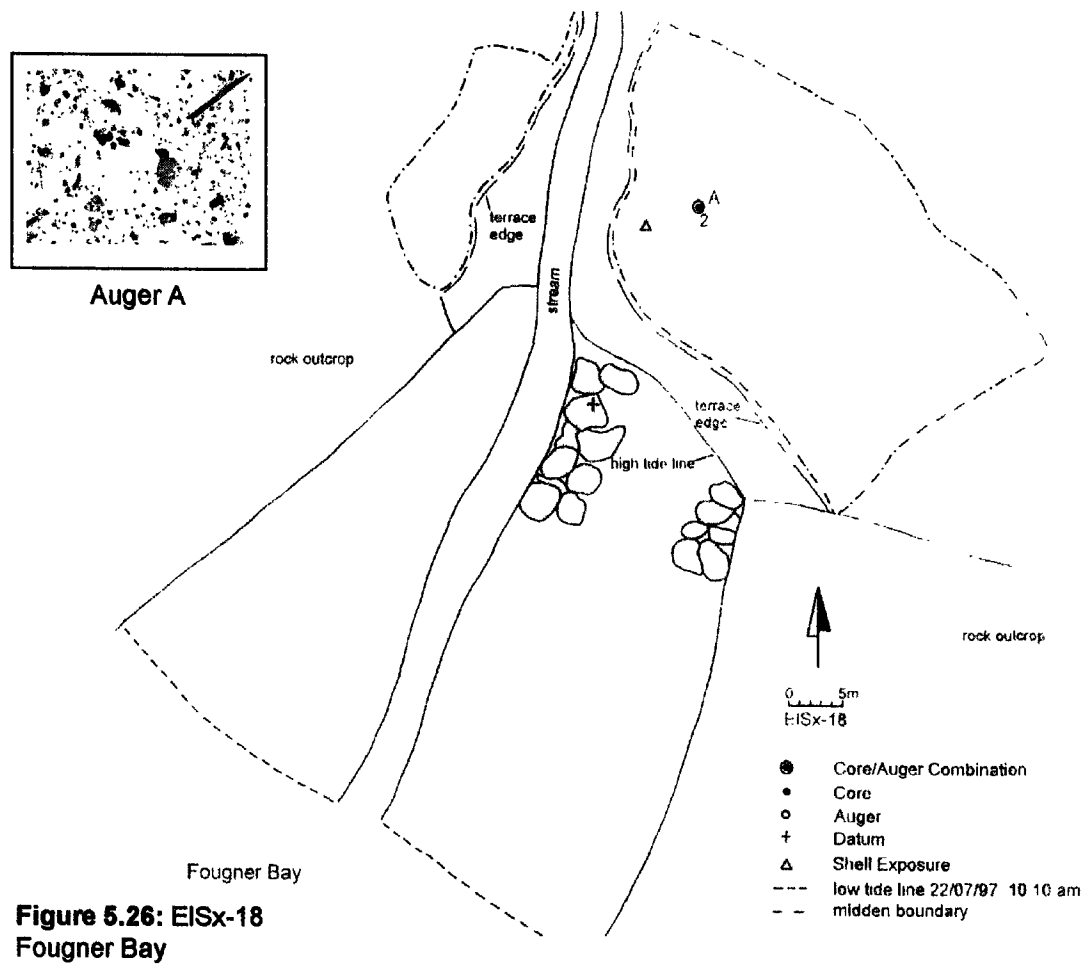 Auger A
terrace
edge
A
2
stream
rock outcrop
terrace
edge
high tide line
rock outcrop
0 5m
EISx-18
Core/Auger Combination
Core
Auger
Datum
Shell Exposure
low tide line 22/07/97 10 10 am
midden boundary
Fougner Bay
Figure 5.26: EISx-18
Fougner Bay